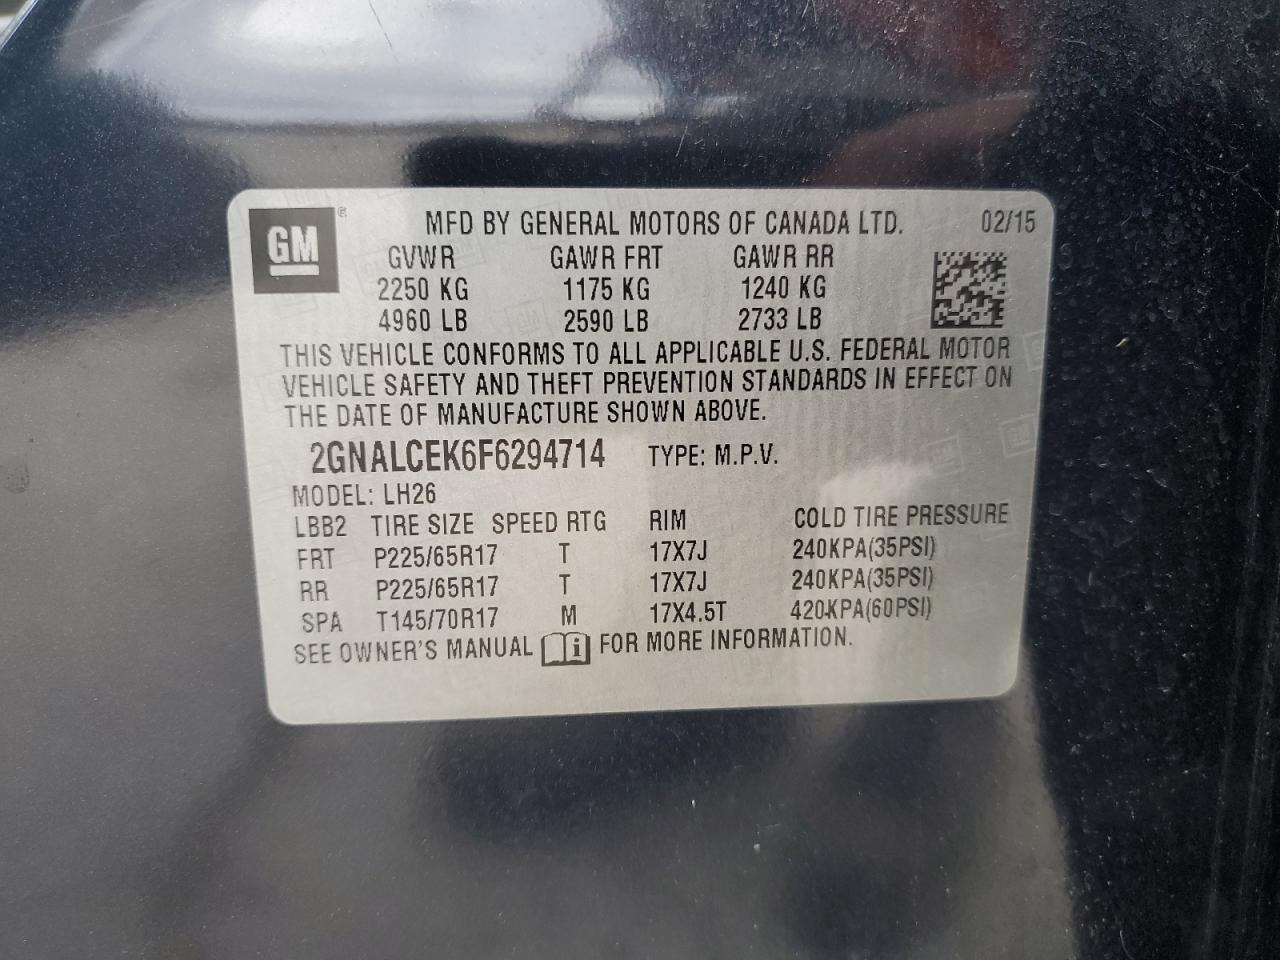 GM ® MFD BY GENERAL MOTORS OF CANADA LTD. 02/15
GVWR GAWR FRT GAWR RR
2250 KG 1175 KG 1240 KG
4960 LB 2590 LB 2733 LB
THIS VEHICLE CONFORMS TO ALL APPLICABLE U.S. FEDERAL MOTOR
VEHICLE SAFETY AND THEFT PREVENTION STANDARDS IN EFFECT ON
THE DATE OF MANUFACTURE SHOWN ABOVE.
2GNALCEK6F6294714 TYPE: M.P.V.
MODEL: LH26
LBB2 TIRE SIZE SPEED RTG RIM COLD TIRE PRESSURE
FRT P225/65R17 T 17X7J 240KPA(35PSI)
RR P225/65R17 T 17X7J 240KPA(35PSI)
SPA T145/70R17 M 17X4.5T 420KPA(60PSI)
SEE OWNER'S MANUAL i FOR MORE INFORMATION.